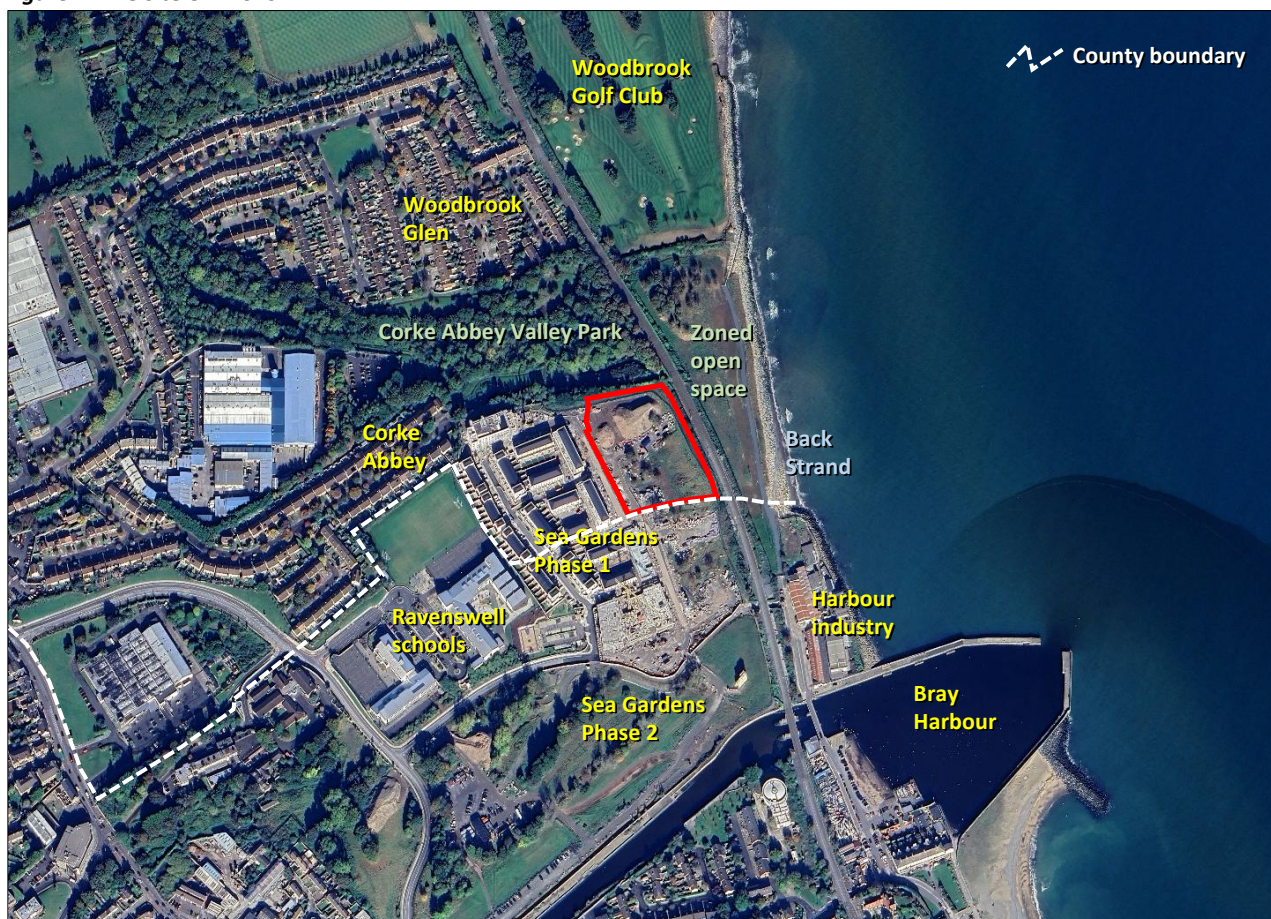 County boundary
Woodbrook
Golf Club
Woodbrook
Glen
Corke Abbey Valley Park
Zoned
open
space
Corke
Abbey
Back
Strand
Sea Gardens
Phase 1
Ravenswell
schools
Harbour
industry
Sea Gardens
Phase 2
Bray
Harbour